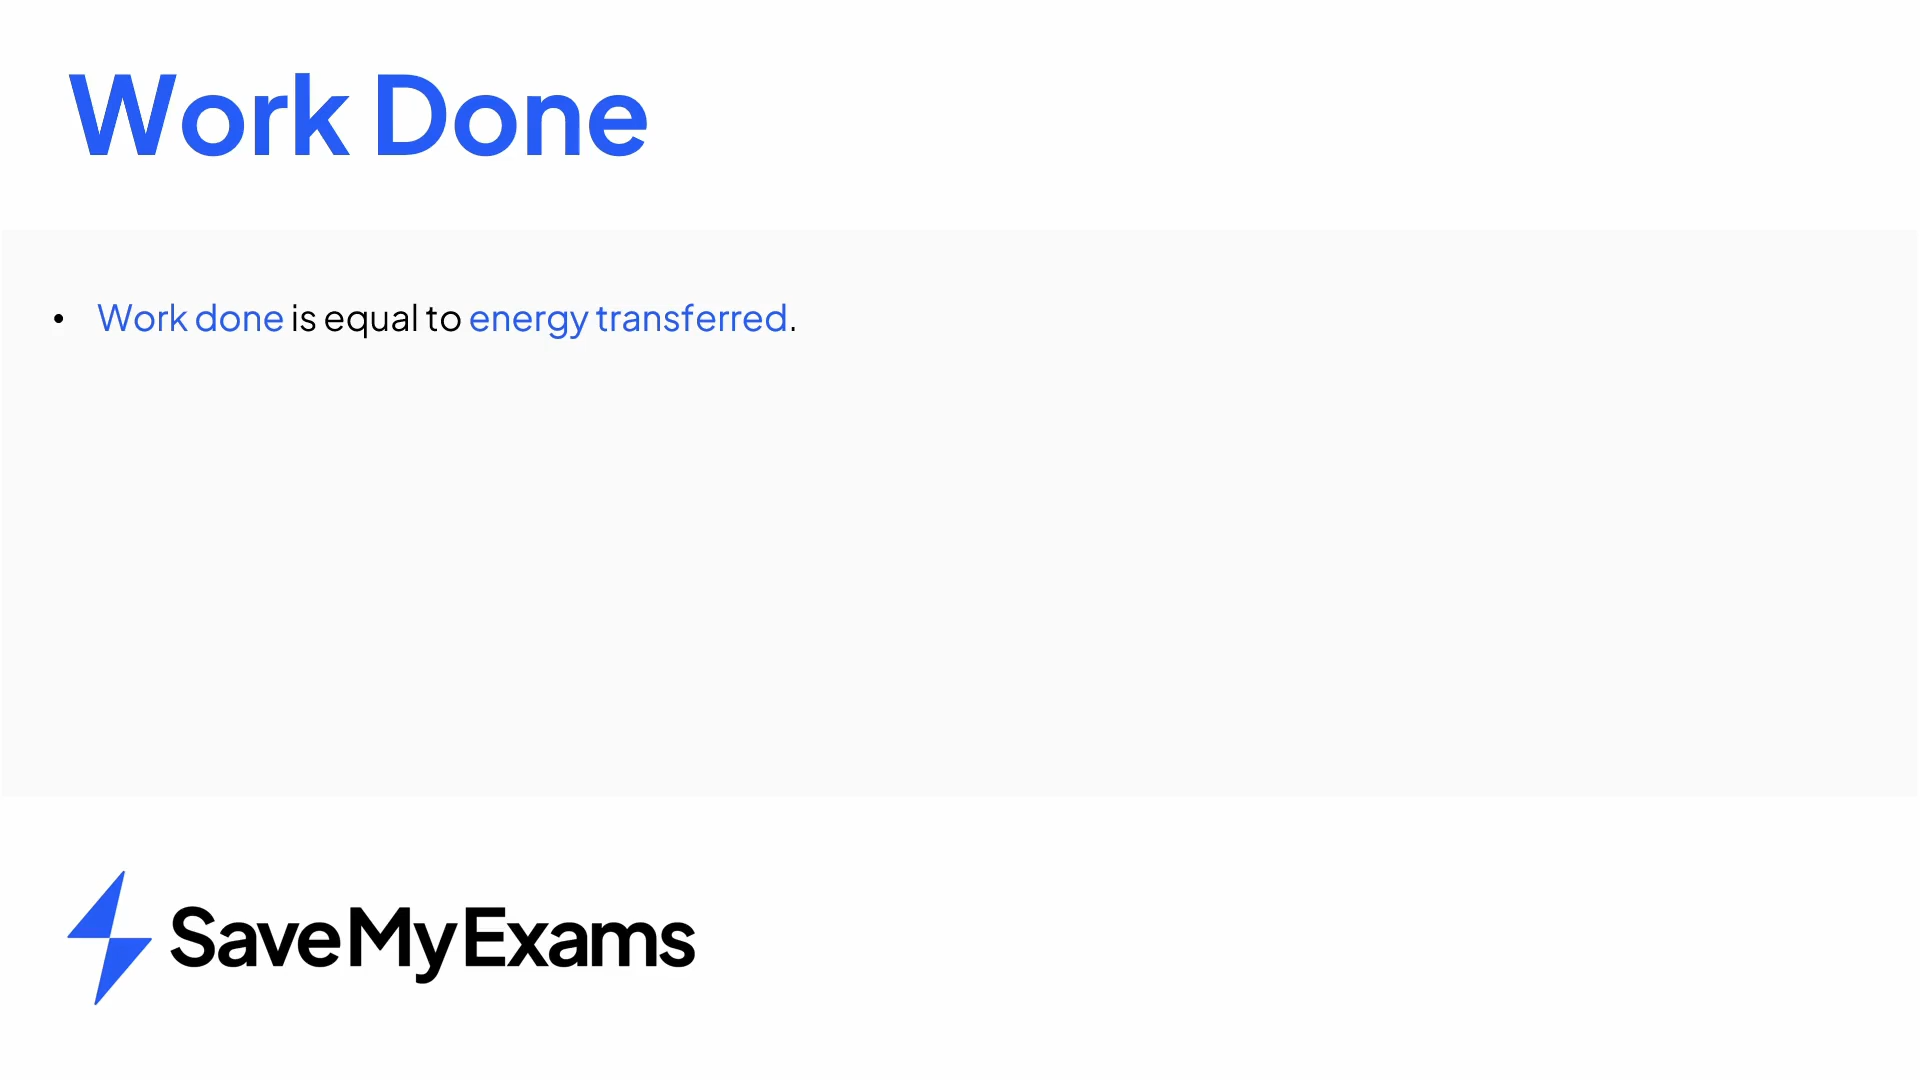 Work Done
• Work done is equal to energy transferred.
SaveMyExams